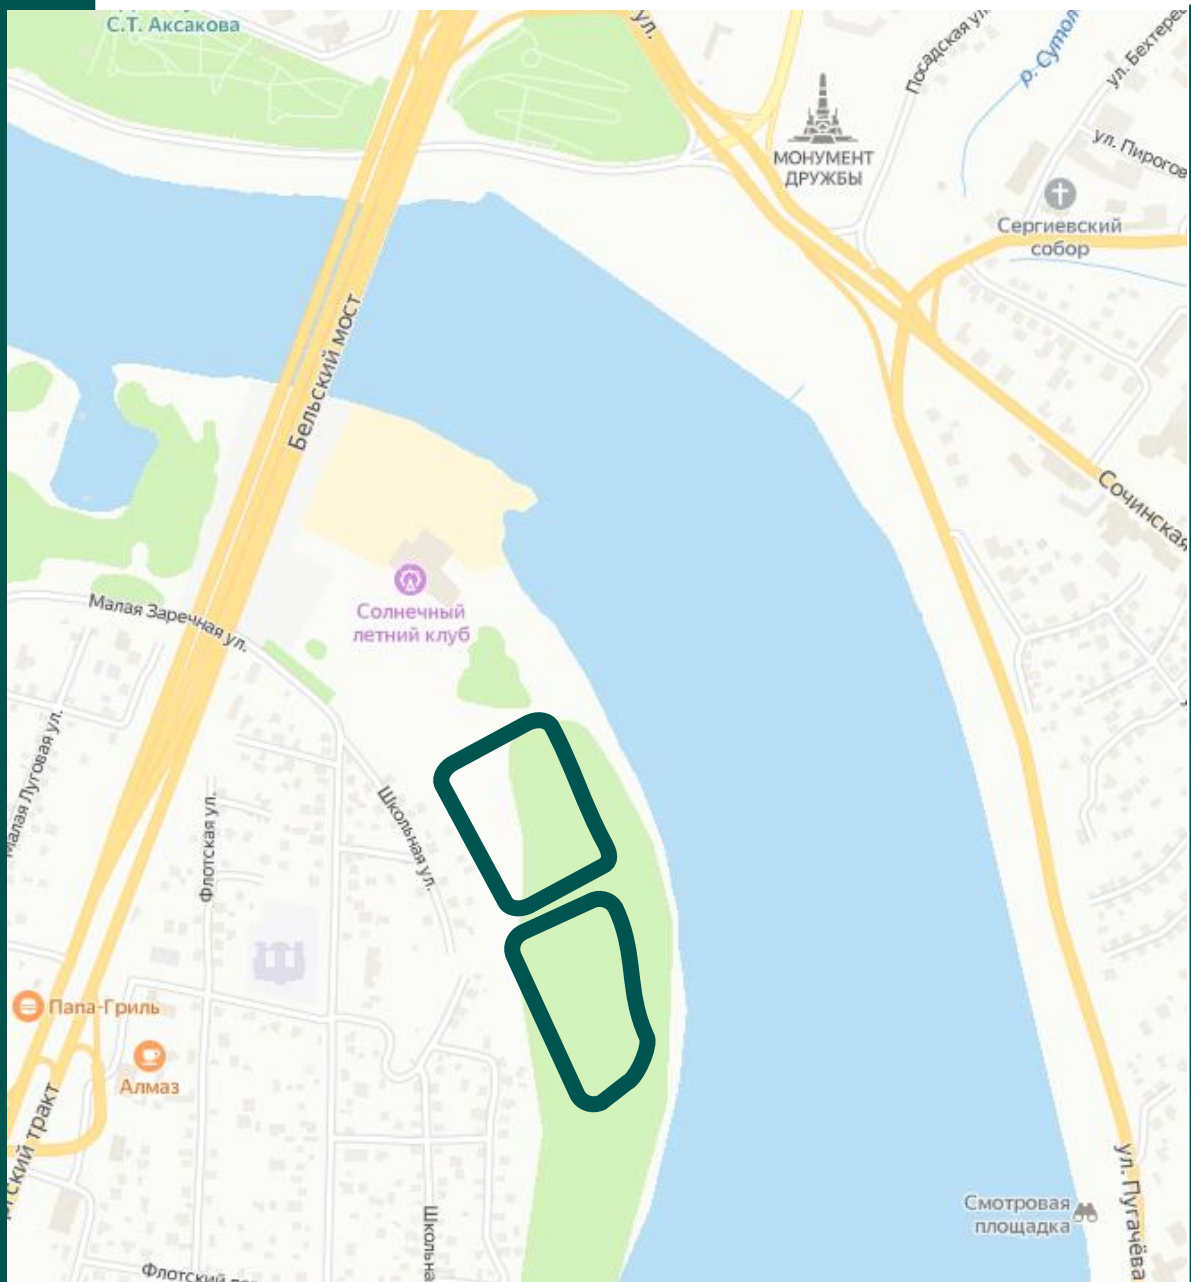 С.Т. Аксакова
ул.
Посадская ул.
р. Сутол
ул. Бехтерев
ул. Пирогов
МОНУМЕНТ
ДРУЖБЫ
Сергиевский
собор
Бельский мост
Сочинская
Солнечный
летний клуб
Малая Заречная ул.
Малая Луговая ул.
Флотская ул.
Школьная ул.
Папа-Гриль
Алмаз
ский тракт
Школьна
Флотский
Смотровая
площадка
ул. Пугачёва